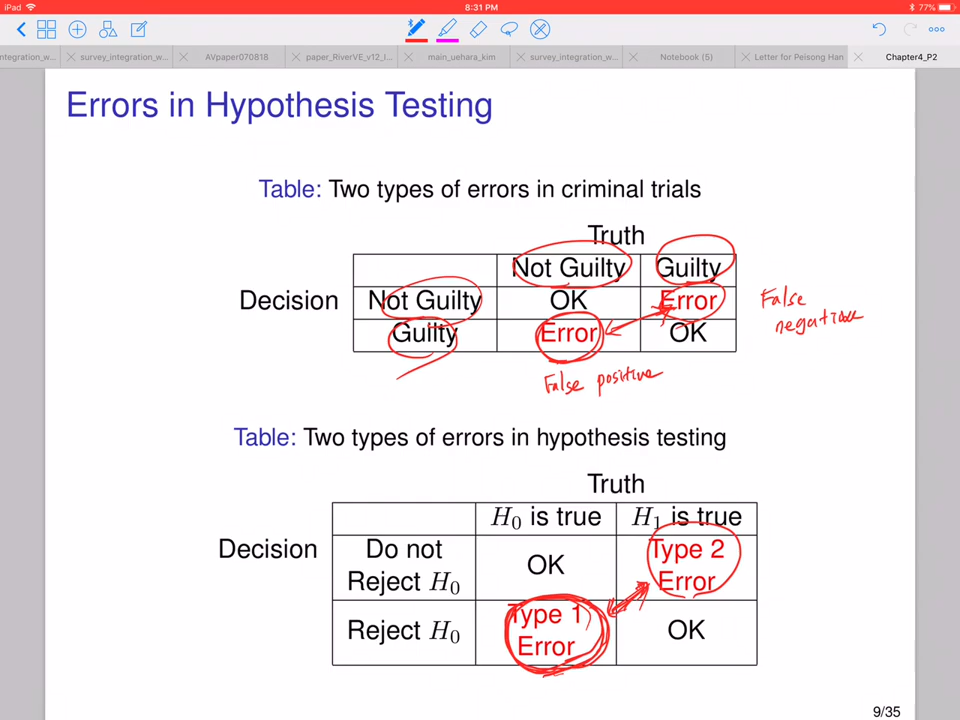 iPad 8:31 PM 77%
ntegration_w... survey_integration_w... AVpaper070818 paper_RiverVE_v12_I... main_uehara_kim survey_integration_w... Notebook (5) Letter for Peisong Han Chapter4_P2
Errors in Hypothesis Testing
Table: Two types of errors in criminal trials
Truth
Not Guilty Guilty
Decision Not Guilty OK Error
False
negative
Guilty Error OK
False positive
Table: Two types of errors in hypothesis testing
Truth
H0 is true H1 is true
Decision Do not Reject H0 OK Type 2 Error
Reject H0 Type 1 Error OK
9/35